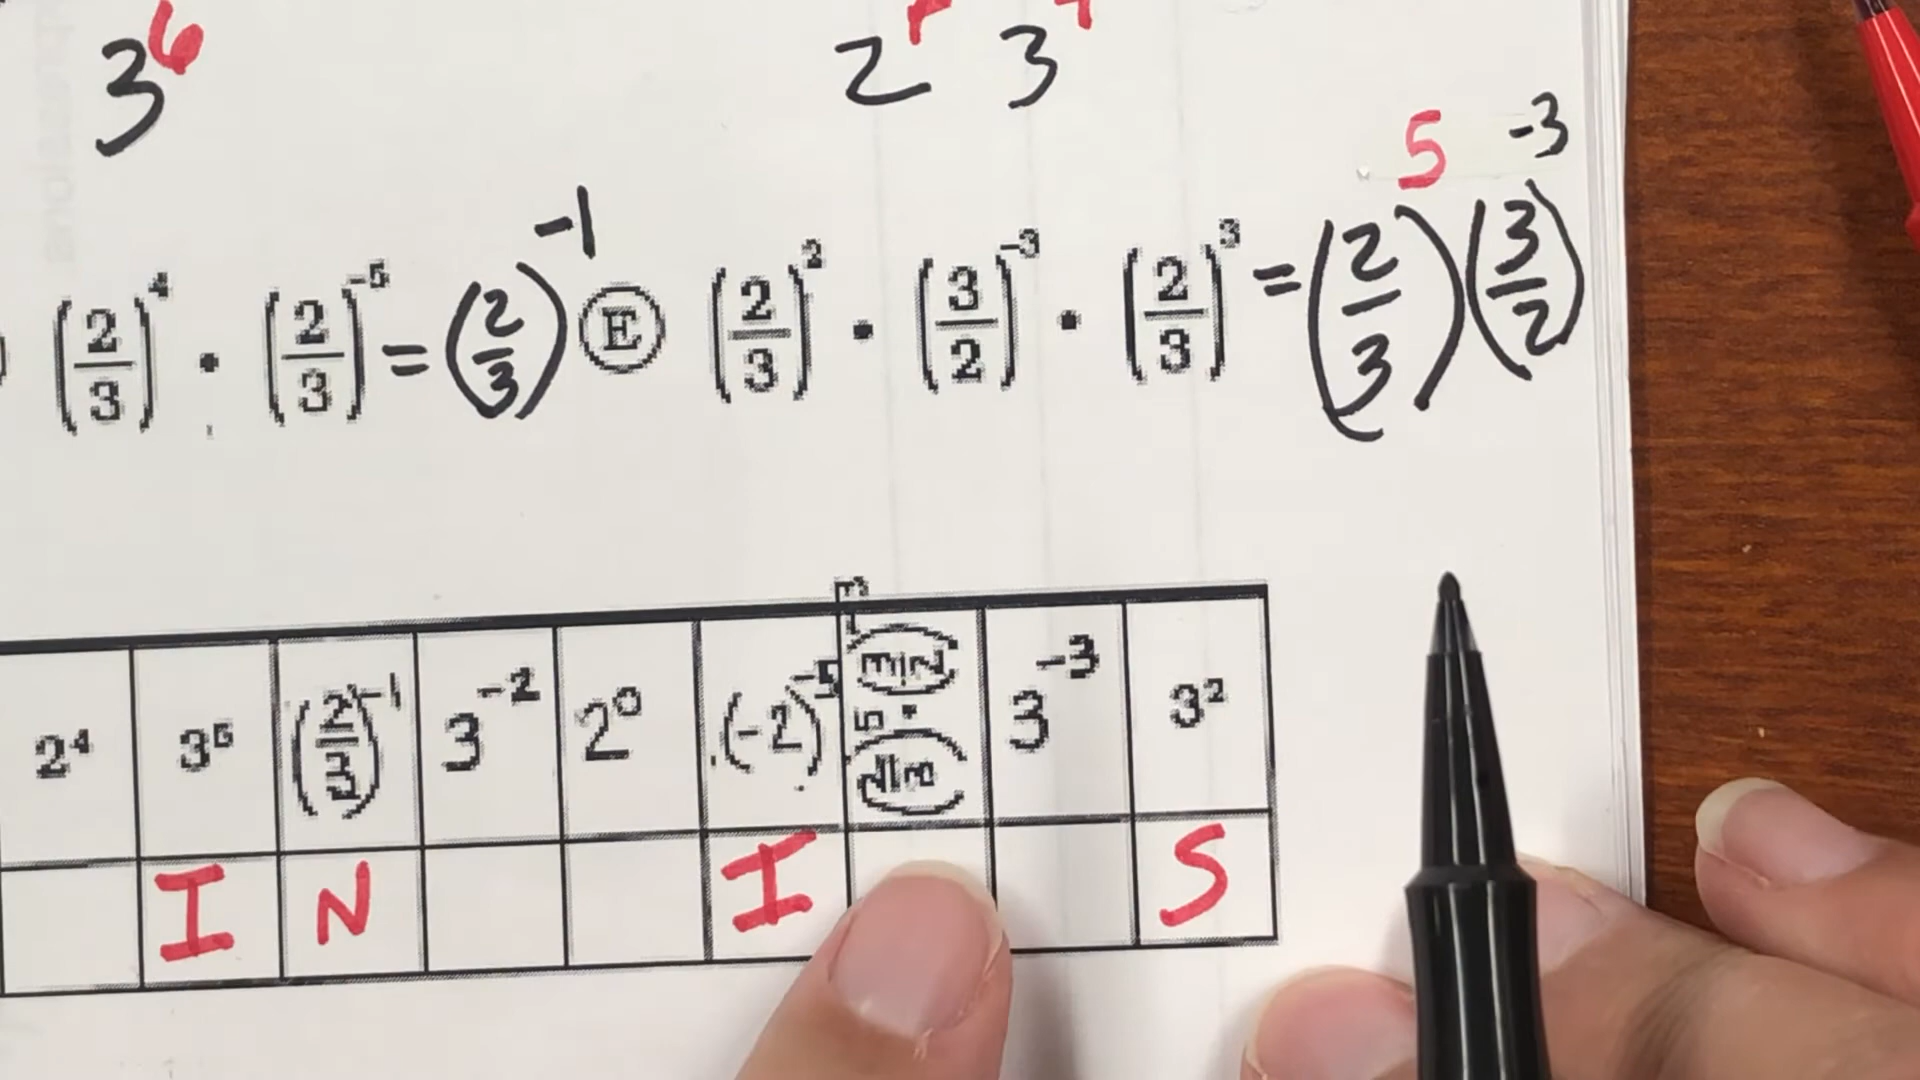 3⁶ 2 3
(2/3)⁴ • (2/3)⁻⁵ = (2/3)⁻¹ Ⓔ (2/3)² • (3/2)⁻³ • (2/3)³ = (2/3)⁵ (3/2)⁻³
2⁴ 3⁵ (2/3)⁻¹ 3⁻² 2⁰ (-2)⁻⁵ 3⁻³ 3²
I N I S